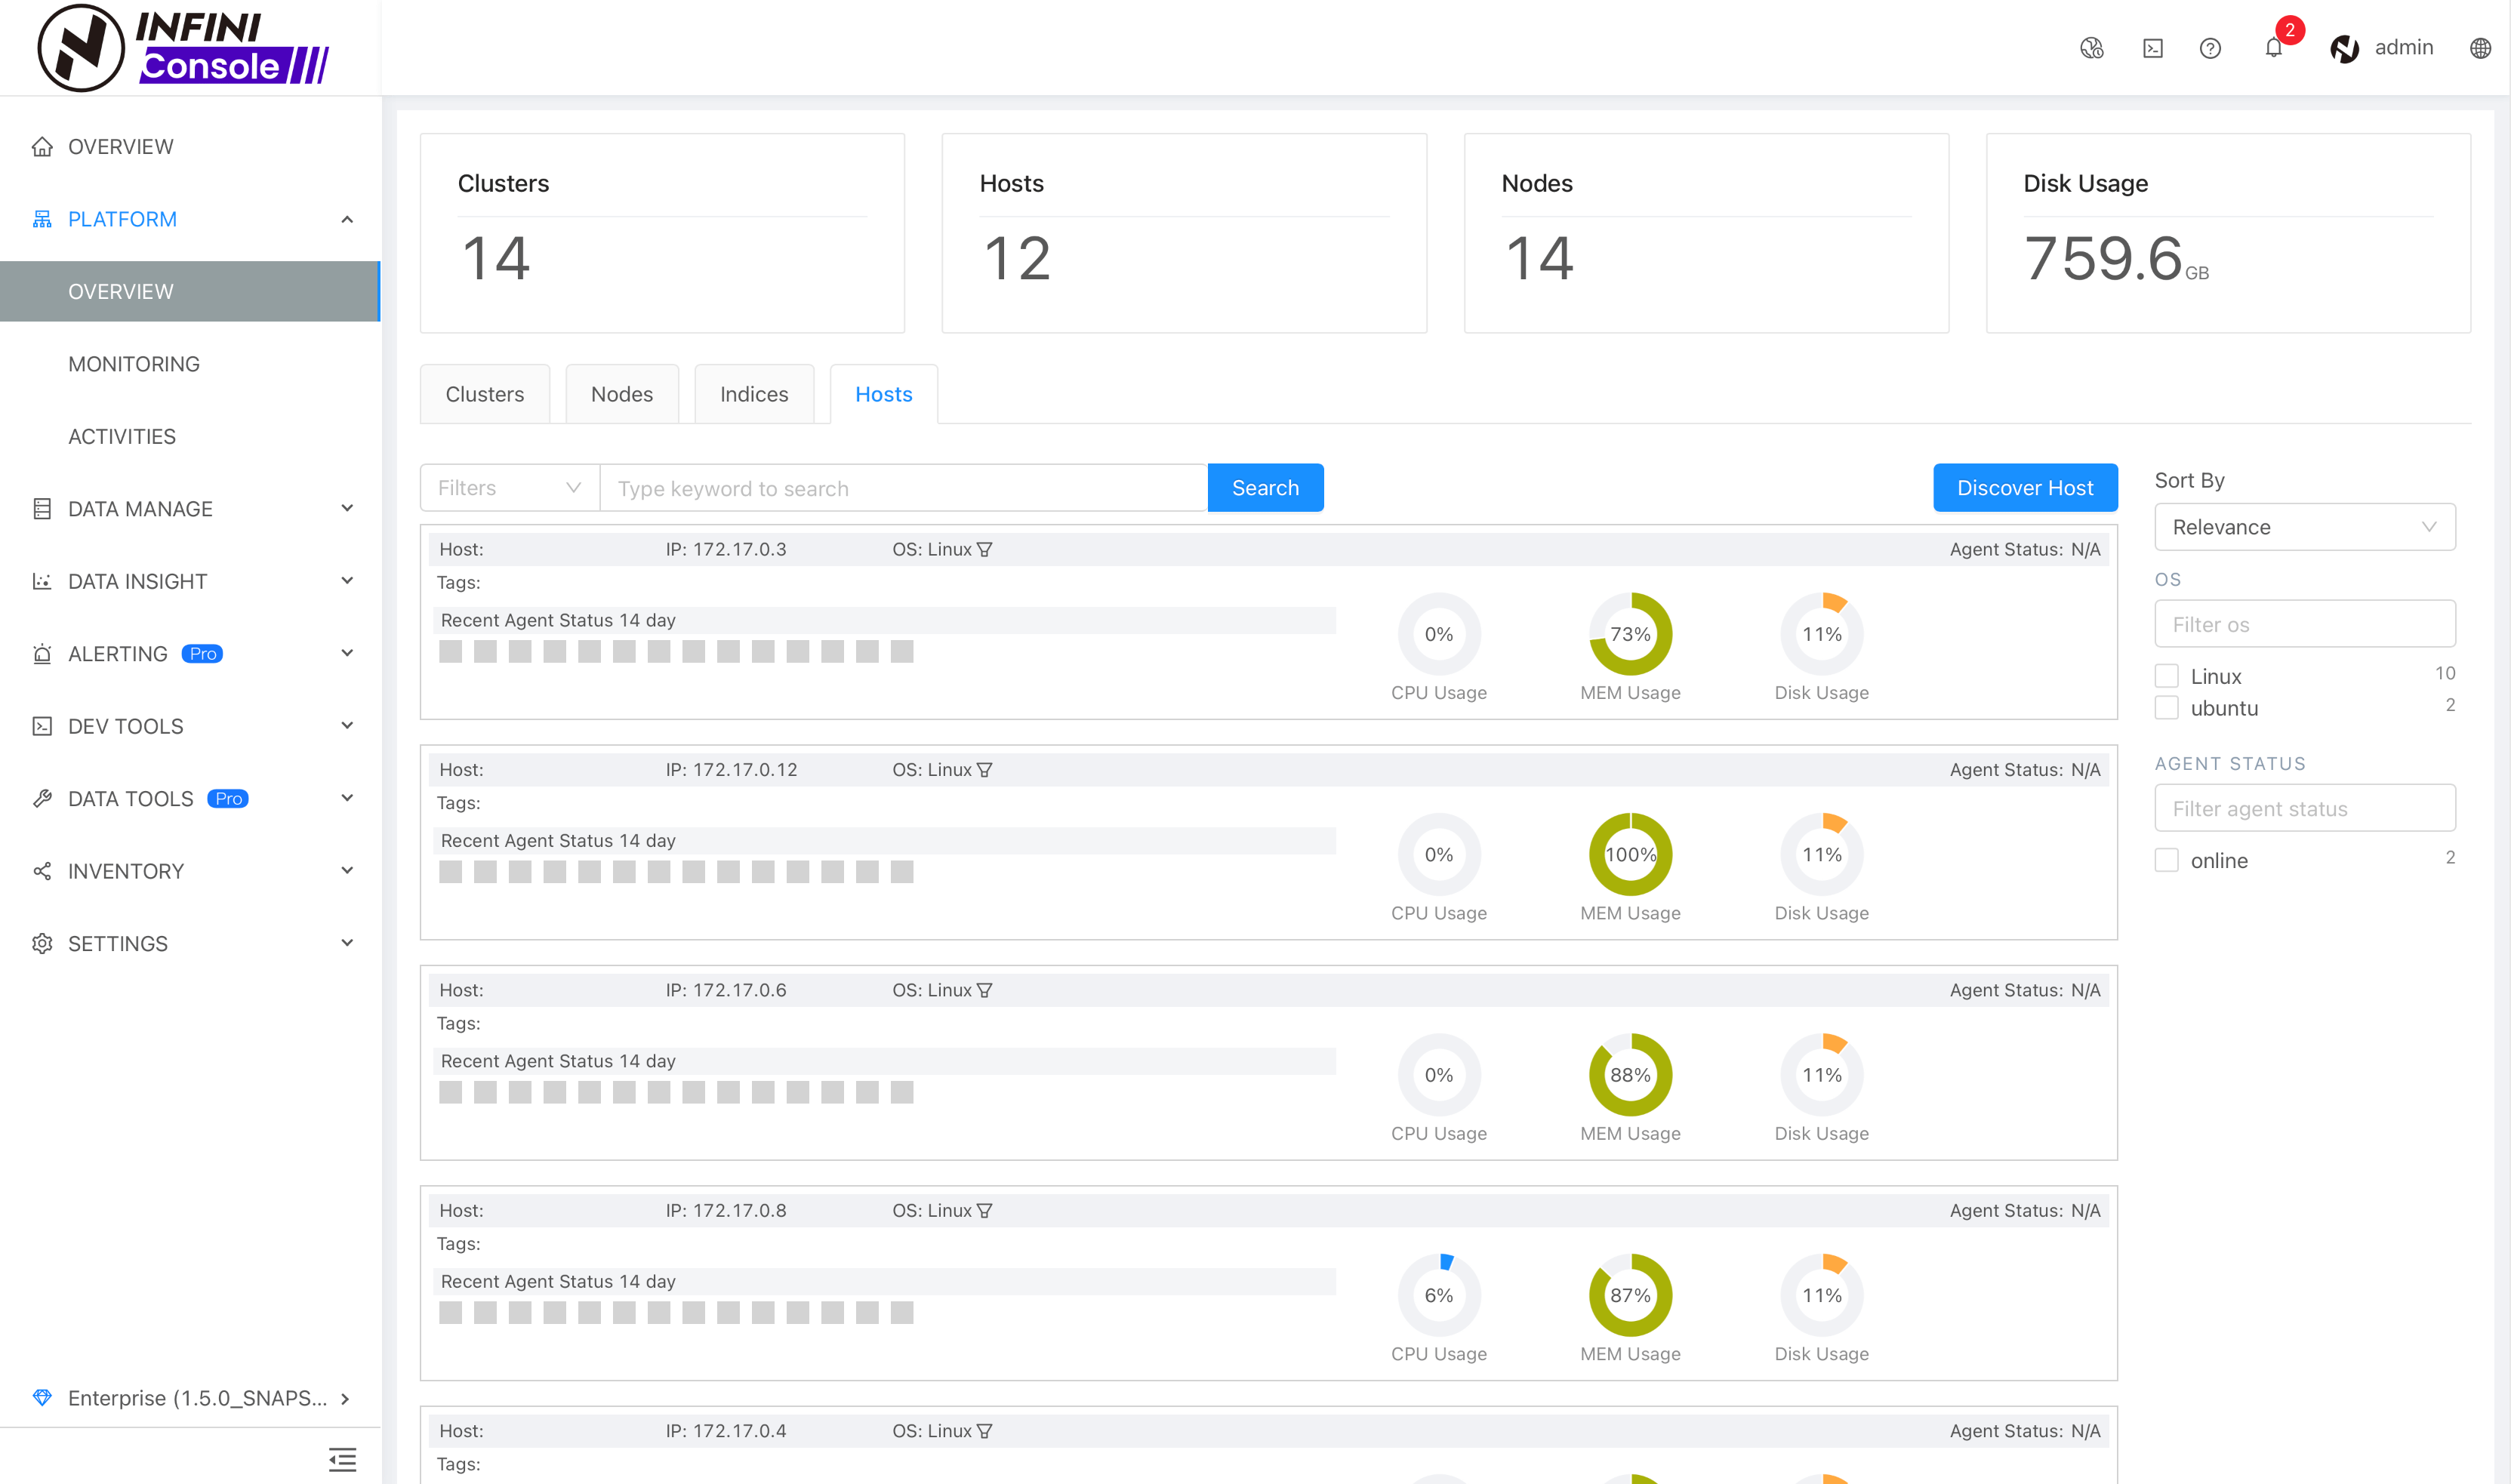 INFINI
Console
2
admin
OVERVIEW
PLATFORM
OVERVIEW
MONITORING
ACTIVITIES
DATA MANAGE
DATA INSIGHT
ALERTING Pro
DEV TOOLS
DATA TOOLS Pro
INVENTORY
SETTINGS
Enterprise (1.5.0_SNAPS...
Clusters
14
Hosts
12
Nodes
14
Disk Usage
759.6GB
Clusters Nodes Indices Hosts
Filters Type keyword to search Search Discover Host
Host: IP: 172.17.0.3 OS: Linux Agent Status: N/A
Tags:
Recent Agent Status 14 day
0% 73% 11%
CPU Usage MEM Usage Disk Usage
Host: IP: 172.17.0.12 OS: Linux Agent Status: N/A
Tags:
Recent Agent Status 14 day
0% 100% 11%
CPU Usage MEM Usage Disk Usage
Host: IP: 172.17.0.6 OS: Linux Agent Status: N/A
Tags:
Recent Agent Status 14 day
0% 88% 11%
CPU Usage MEM Usage Disk Usage
Host: IP: 172.17.0.8 OS: Linux Agent Status: N/A
Tags:
Recent Agent Status 14 day
6% 87% 11%
CPU Usage MEM Usage Disk Usage
Host: IP: 172.17.0.4 OS: Linux Agent Status: N/A
Tags:
Sort By
Relevance
OS
Filter os
Linux 10
ubuntu 2
AGENT STATUS
Filter agent status
online 2